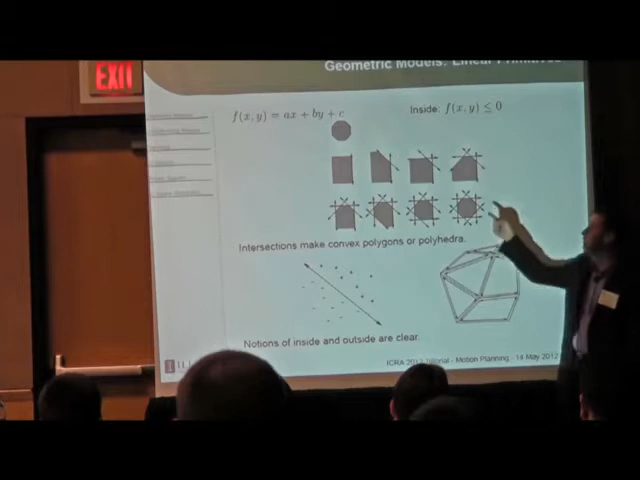 EXIT
Geometric Models: Linear Primitives
f(x, y) = ax + by + c
Inside: f(x, y) ≤ 0
Intersections make convex polygons or polyhedra.
Notions of inside and outside are clear.
ICRA 2012 Tutorial - Motion Planning - 14 May 2012